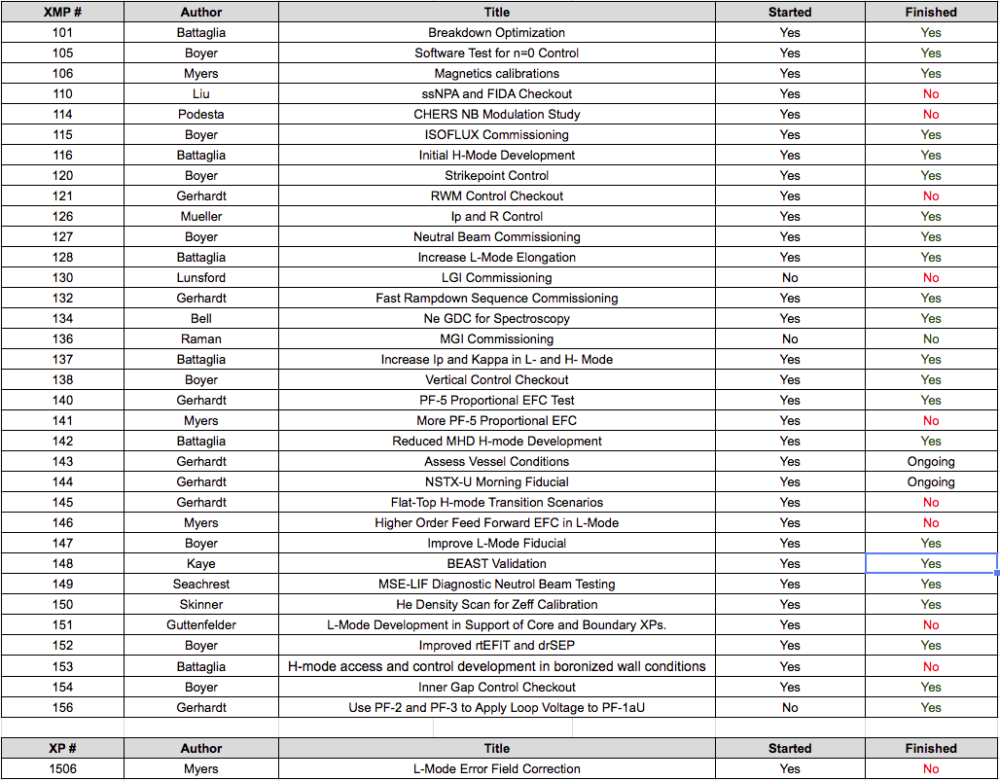 XMP # Author Title Started Finished
101 Battaglia Breakdown Optimization Yes Yes
105 Boyer Software Test for n=0 Control Yes Yes
106 Myers Magnetics calibrations Yes Yes
110 Liu ssNPA and FIDA Checkout Yes No
114 Podesta CHERS NB Modulation Study Yes No
115 Boyer ISOFLUX Commissioning Yes Yes
116 Battaglia Initial H-Mode Development Yes Yes
120 Boyer Strikepoint Control Yes Yes
121 Gerhardt RWM Control Checkout Yes No
126 Mueller Ip and R Control Yes Yes
127 Boyer Neutral Beam Commissioning Yes Yes
128 Battaglia Increase L-Mode Elongation Yes Yes
130 Lunsford LGI Commissioning No No
132 Gerhardt Fast Rampdown Sequence Commissioning Yes Yes
134 Bell Ne GDC for Spectroscopy Yes Yes
136 Raman MGI Commissioning No No
137 Battaglia Increase Ip and Kappa in L- and H- Mode Yes Yes
138 Boyer Vertical Control Checkout Yes Yes
140 Gerhardt PF-5 Proportional EFC Test Yes Yes
141 Myers More PF-5 Proportional EFC Yes No
142 Battaglia Reduced MHD H-mode Development Yes Yes
143 Gerhardt Assess Vessel Conditions Yes Ongoing
144 Gerhardt NSTX-U Morning Fiducial Yes Ongoing
145 Gerhardt Flat-Top H-mode Transition Scenarios Yes No
146 Myers Higher Order Feed Forward EFC in L-Mode Yes No
147 Boyer Improve L-Mode Fiducial Yes Yes
148 Kaye BEAST Validation Yes Yes
149 Seachrest MSE-LIF Diagnostic Neutrol Beam Testing Yes Yes
150 Skinner He Density Scan for Zeff Calibration Yes Yes
151 Guttenfelder L-Mode Development in Support of Core and Boundary XPs. Yes No
152 Boyer Improved rtEFIT and drSEP Yes Yes
153 Battaglia H-mode access and control development in boronized wall conditions Yes No
154 Boyer Inner Gap Control Checkout Yes Yes
156 Gerhardt Use PF-2 and PF-3 to Apply Loop Voltage to PF-1aU No Yes
XP # Author Title Started Finished
1506 Myers L-Mode Error Field Correction Yes No